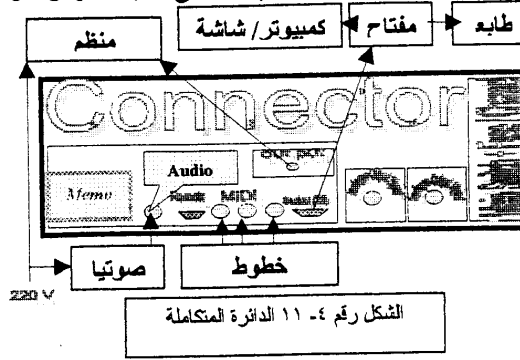 طابع
مفتاح
كمبيوتر/ شاشة
منظم
Connector
Audio
Memo
MIDI
صوتيا
خطوط
220 V
الشكل رقم ٤- ١١ الدائرة المتكاملة